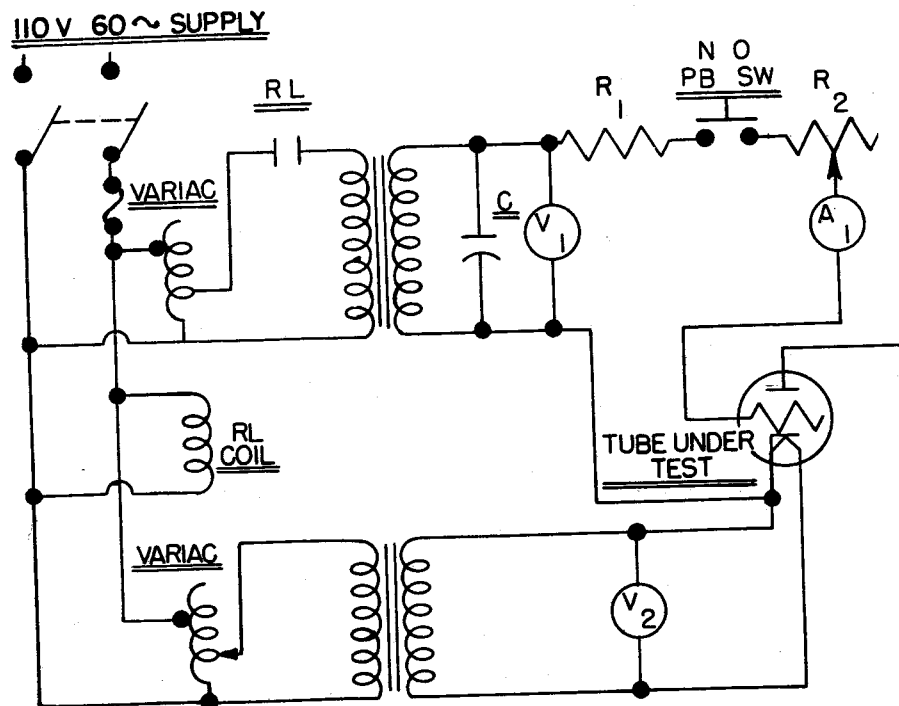 110 V 60 ~ SUPPLY
RL
N O
PB SW
R1
R2
VARIAC
C
V1
A1
RL
COIL
TUBE UNDER
TEST
VARIAC
V2